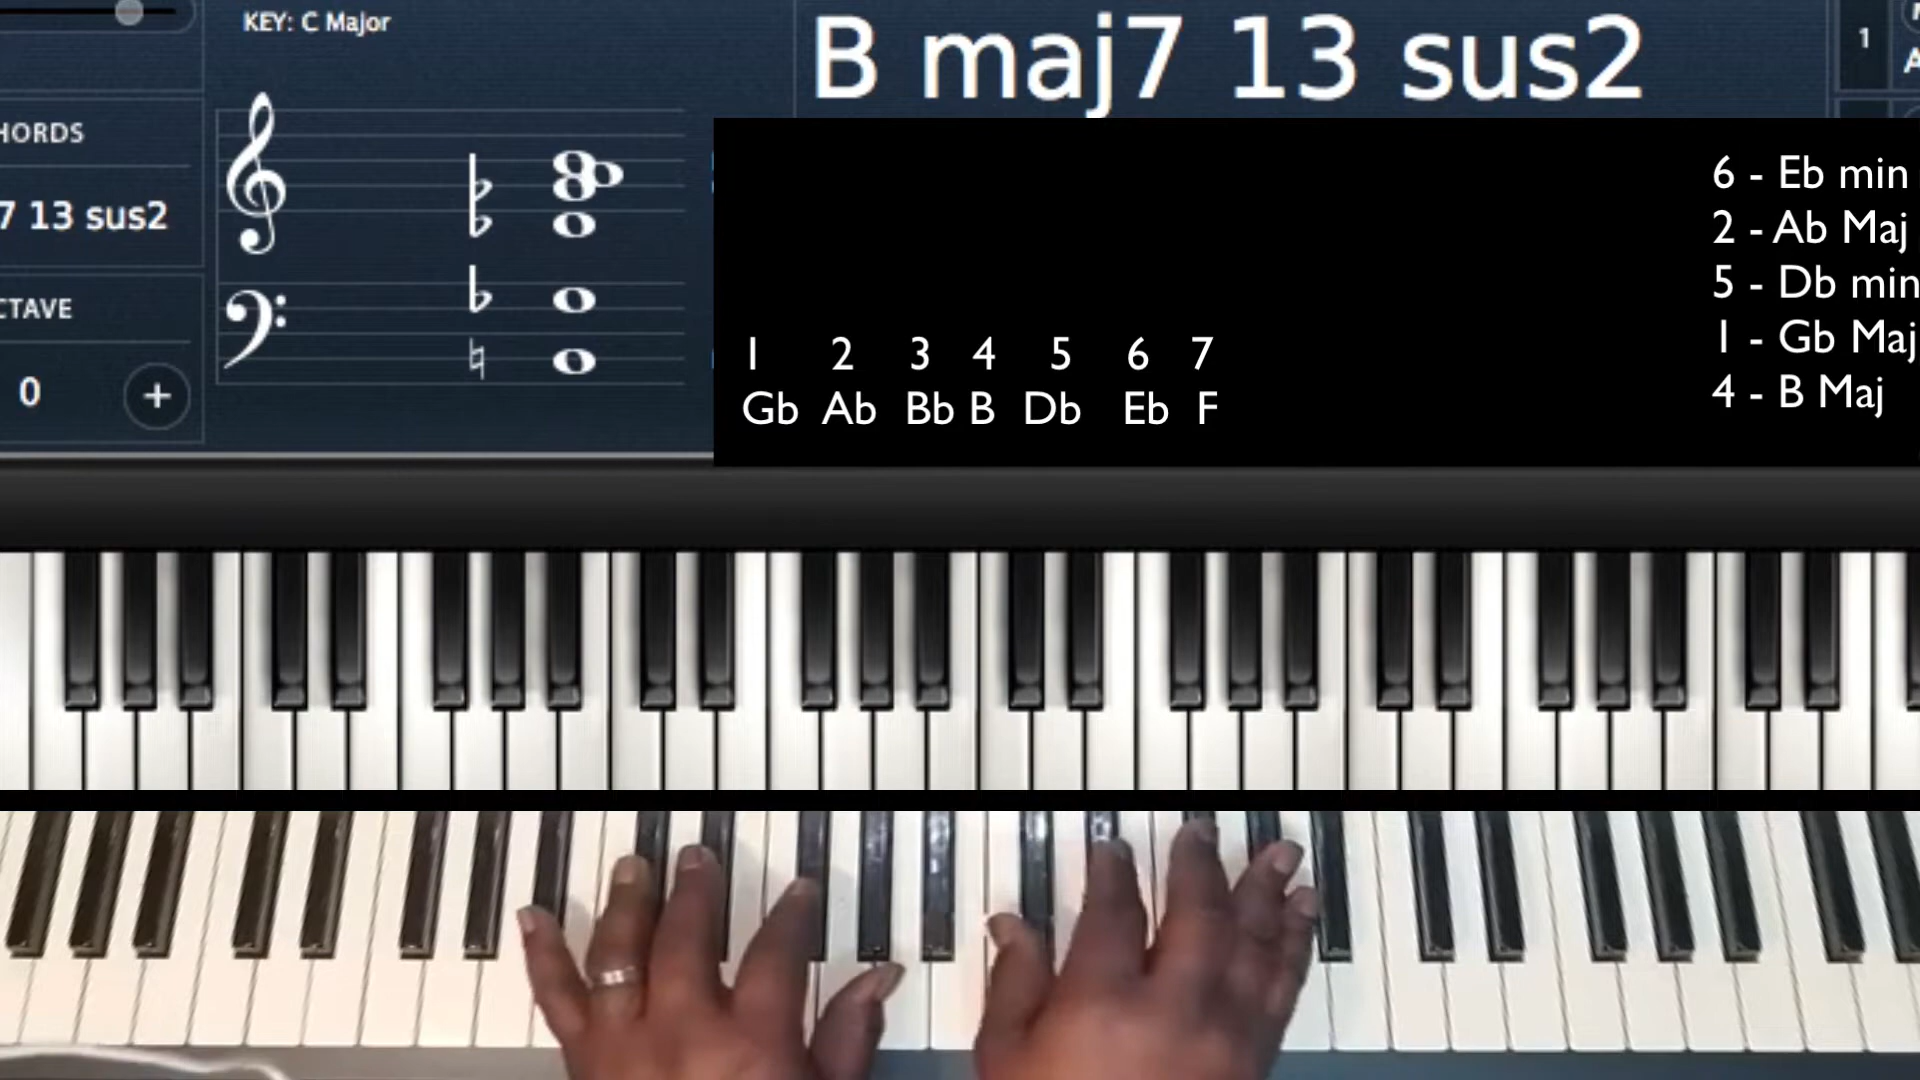 KEY: C Major
B maj7 13 sus2
1
HORDS
7 13 sus2
CTAVE
0 +
1 2 3 4 5 6 7
Gb Ab Bb B Db Eb F
6 - Eb min
2 - Ab Maj
5 - Db min
1 - Gb Maj
4 - B Maj